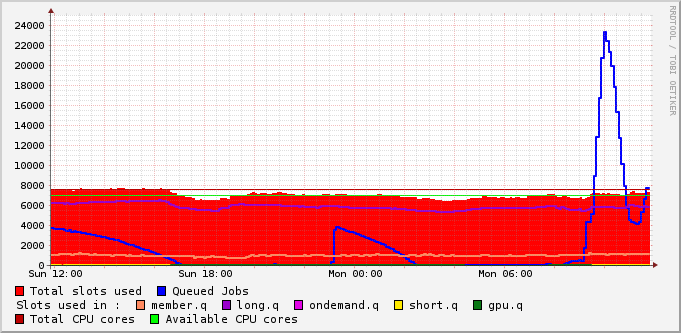 RRDTOOL / TOBI OETIKER
24000
22000
20000
18000
16000
14000
12000
10000
8000
6000
4000
2000
0
Sun 12:00 Sun 18:00 Mon 00:00 Mon 06:00
Total slots used Queued Jobs
Slots used in : member.q long.q ondemand.q short.q gpu.q
Total CPU cores Available CPU cores